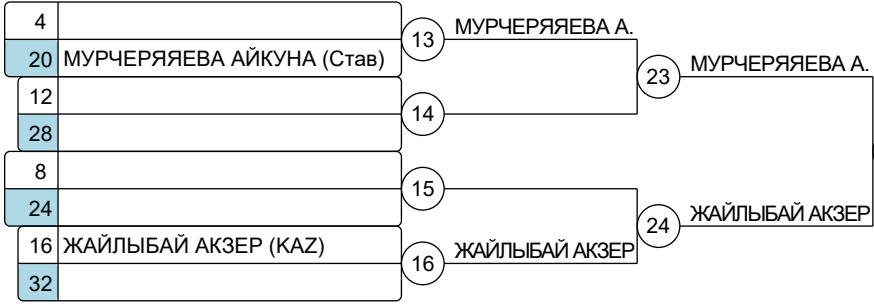 4
20 МУРЧЕРЯЯЕВА АЙКУНА (Став)
13 МУРЧЕРЯЯЕВА А.
12
28
14
23 МУРЧЕРЯЯЕВА А.
8
24
15
16 ЖАЙЛЫБАЙ АКЗЕР (KAZ)
32
16 ЖАЙЛЫБАЙ АКЗЕР
24 ЖАЙЛЫБАЙ АКЗЕР